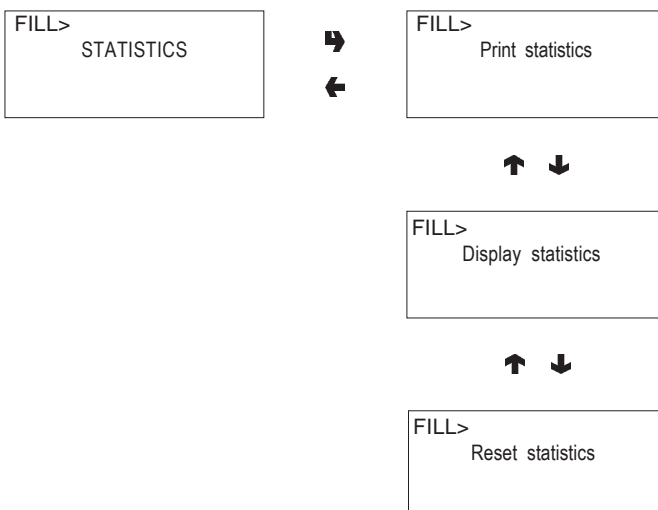 FILL>
STATISTICS
FILL>
Print statistics
FILL>
Display statistics
FILL>
Reset statistics